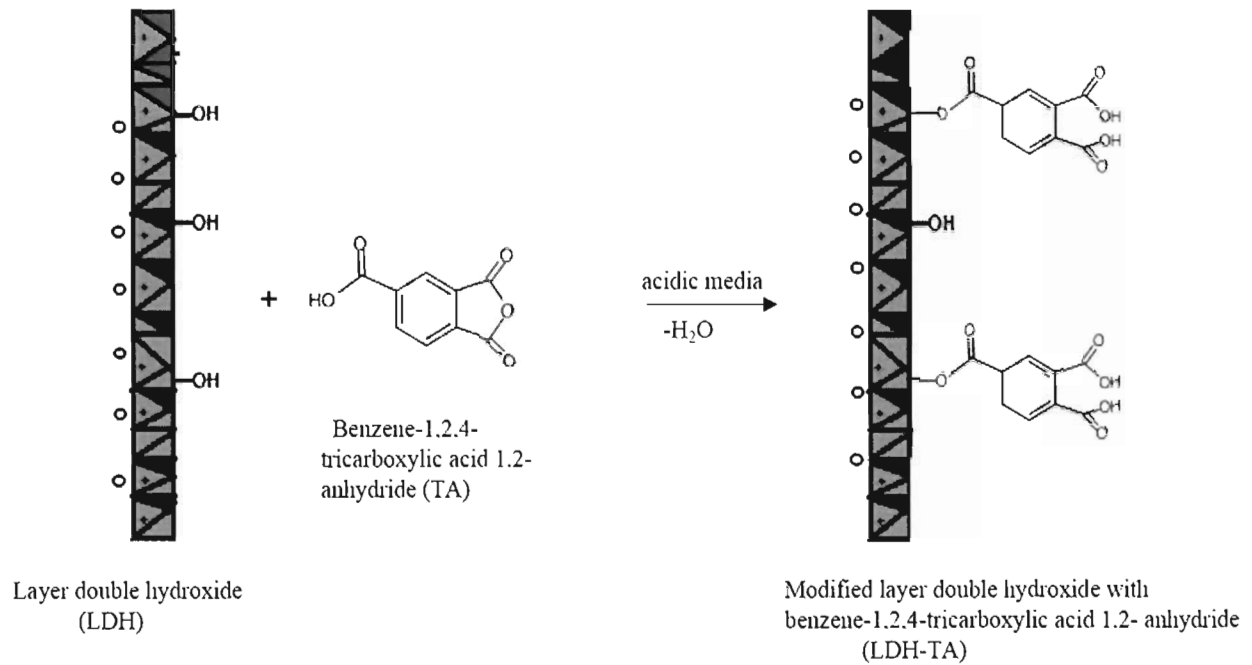 OH
OH
OH
+
HO
O
O
O
O
Benzene-1,2,4-
tricarboxylic acid 1,2-
anhydride (TA)
acidic media
-H₂O
O
O
O
OH
OH
O
OH
O
O
O
OH
OH
O
Layer double hydroxide
(LDH)
Modified layer double hydroxide with
benzene-1,2,4-tricarboxylic acid 1,2- anhydride
(LDH-TA)